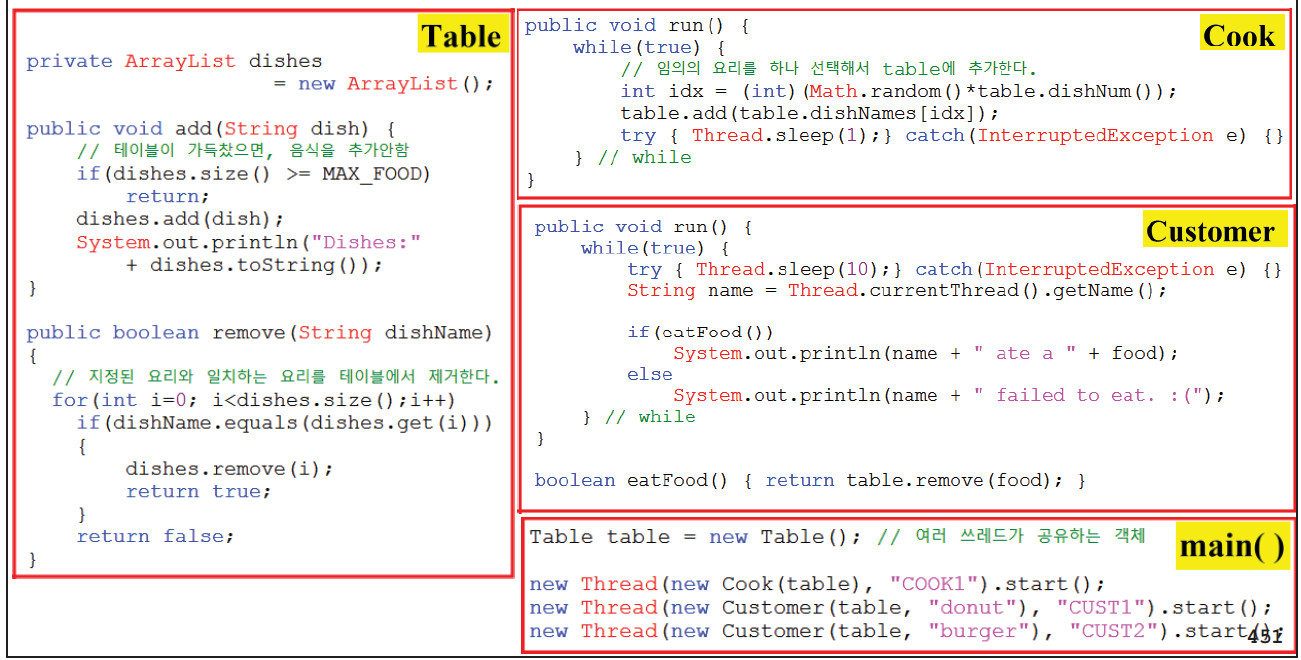 Table
private ArrayList dishes
= new ArrayList();
public void add(String dish) {
// 테이블이 가득찼으면, 음식을 추가안함
if(dishes.size() >= MAX_FOOD)
return;
dishes.add(dish);
System.out.println("Dishes:"
+ dishes.toString());
}
public boolean remove(String dishName)
{
// 지정된 요리와 일치하는 요리를 테이블에서 제거한다.
for(int i=0; i<dishes.size();i++)
if(dishName.equals(dishes.get(i)))
{
dishes.remove(i);
return true;
}
return false;
}
Cook
public void run() {
while(true) {
// 임의의 요리를 하나 선택해서 table에 추가한다.
int idx = (int)(Math.random()*table.dishNum());
table.add(table.dishNames[idx]);
try { Thread.sleep(1);} catch(InterruptedException e) {}
} // while
}
Customer
public void run() {
while(true) {
try { Thread.sleep(10);} catch(InterruptedException e) {}
String name = Thread.currentThread().getName();
if(eatFood())
System.out.println(name + " ate a " + food);
else
System.out.println(name + " failed to eat. :(");
} // while
}
boolean eatFood() { return table.remove(food); }
main( )
Table table = new Table(); // 여러 쓰레드가 공유하는 객체
new Thread(new Cook(table), "COOK1").start();
new Thread(new Customer(table, "donut"), "CUST1").start();
new Thread(new Customer(table, "burger"), "CUST2").start();
451